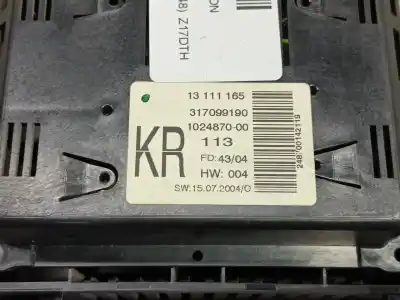 ION
Z17DTH
13 111 165
317099190
1024870-00
KR
113
FD: 43/04
HW: 004
SW:15.07.2004/0